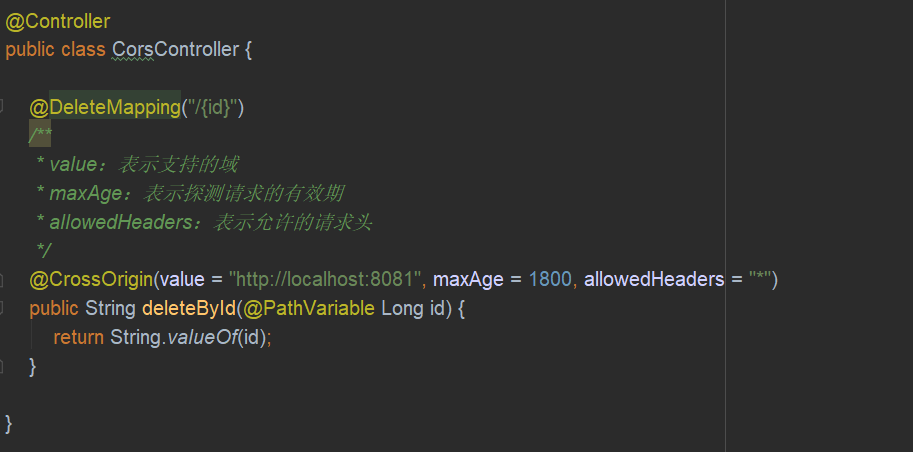 @Controller
public class CorsController {
@DeleteMapping("/{id}")
/**
* value：表示支持的域
* maxAge：表示探测请求的有效期
* allowedHeaders：表示允许的请求头
*/
@CrossOrigin(value = "http://localhost:8081", maxAge = 1800, allowedHeaders = "*")
public String deleteById(@PathVariable Long id) {
return String.valueOf(id);
}
}